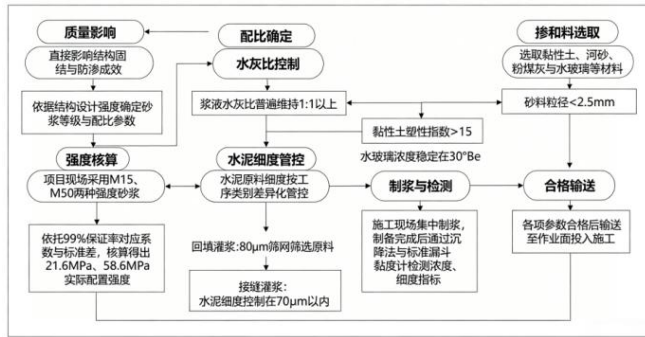 质量影响
直接影响结构固
结与防渗成效
依据结构设计强度确定砂
浆等级与配比参数
强度核算
项目现场采用M15、
M50两种强度砂浆
依托99%保证率对应系
数与标准差，核算得出
21.6MPa、58.6MPa
实际配置强度
配比确定
水灰比控制
浆液水灰比普遍维持1:1以上
黏性土塑性指数>15
水玻璃浓度稳定在30°Be
水泥细度管控
水泥原料细度按工
序类别差异化管控
回填灌浆:80μm筛网筛选原料
接缝灌浆：
水泥细度控制在70μm以内
制浆与检测
施工现场集中制浆，
制备完成后通过沉
降法与标准漏斗
黏度计检测浓度、
细度指标
掺和料选取
选取黏性土、河砂、
粉煤灰与水玻璃等材料
砂料粒径<2.5mm
合格输送
各项参数合格后输送
至作业面投入施工